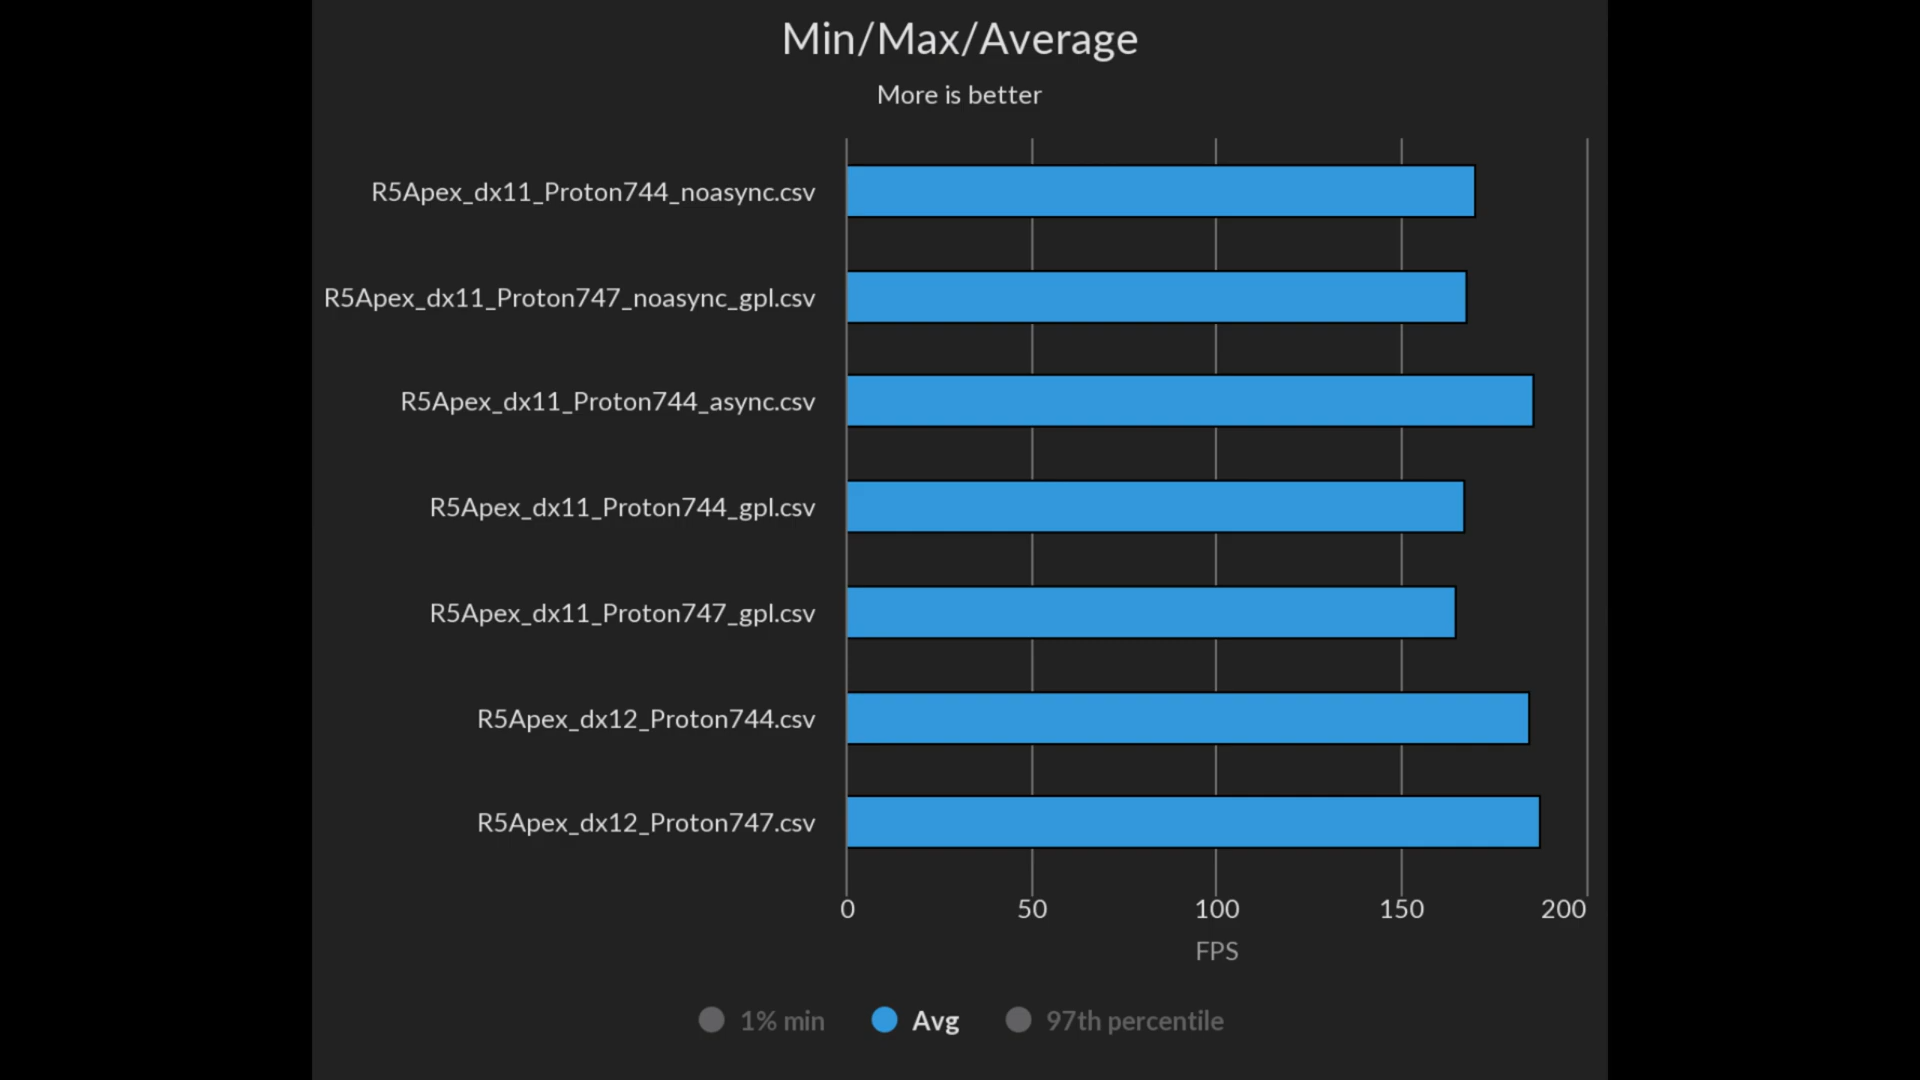 Min/Max/Average
More is better
R5Apex_dx11_Proton744_noasync.csv
R5Apex_dx11_Proton747_noasync_gpl.csv
R5Apex_dx11_Proton744_async.csv
R5Apex_dx11_Proton744_gpl.csv
R5Apex_dx11_Proton747_gpl.csv
R5Apex_dx12_Proton744.csv
R5Apex_dx12_Proton747.csv
0 50 100 150 200
FPS
1% min Avg 97th percentile